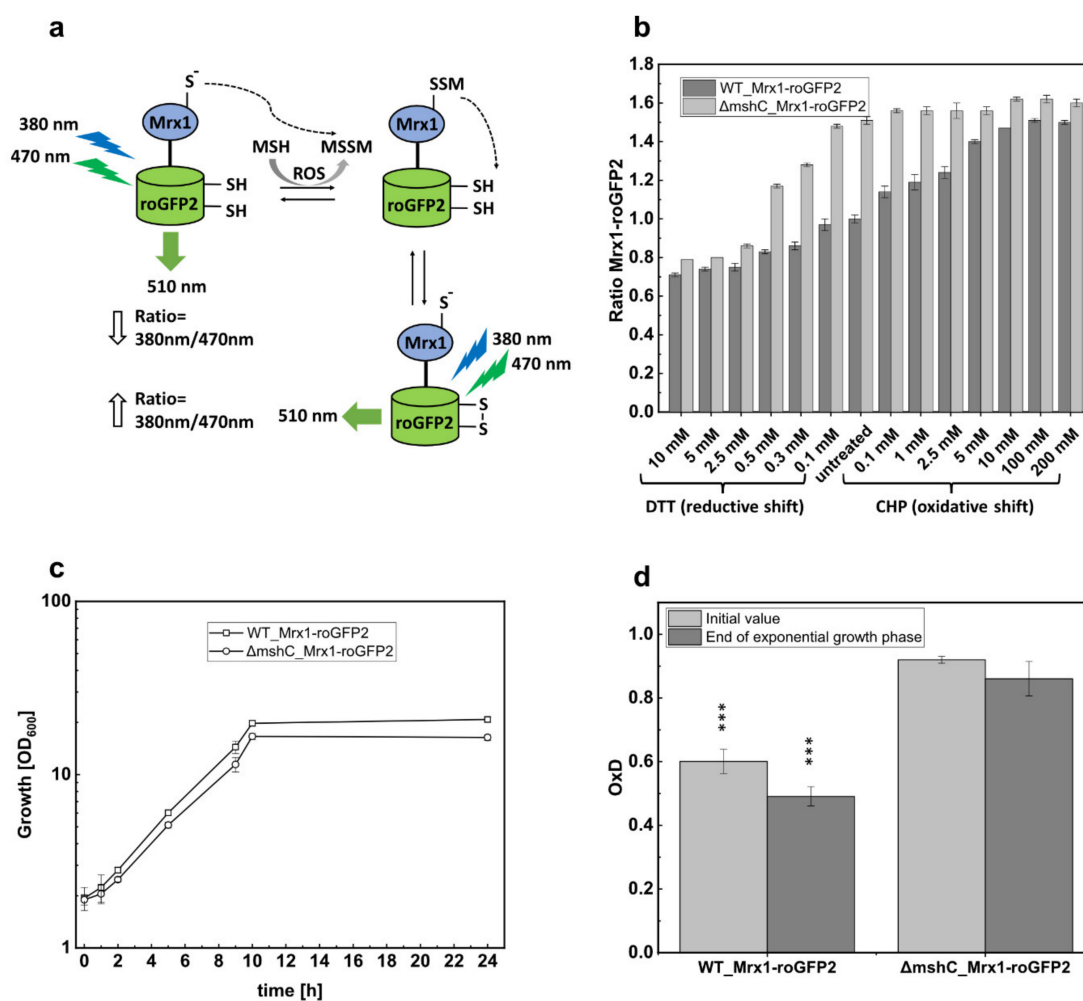 a
S⁻
Mrx1
380 nm
470 nm
SH
SH
roGFP2
510 nm
Ratio=
380nm/470nm
Ratio=
380nm/470nm
MSH
MSSM
ROS
SSM
Mrx1
SH
SH
roGFP2
S⁻
Mrx1
380 nm
470 nm
S
S
roGFP2
510 nm
b
Ratio Mrx1-roGFP2
1.8
1.6
1.4
1.2
1.0
0.8
0.6
0.4
0.2
0.0
WT_Mrx1-roGFP2
ΔmshC_Mrx1-roGFP2
10 mM
5 mM
2.5 mM
0.5 mM
0.3 mM
0.1 mM
untreated
0.1 mM
1 mM
2.5 mM
5 mM
10 mM
100 mM
200 mM
DTT (reductive shift)
CHP (oxidative shift)
c
Growth [OD₆₀₀]
100
10
1
WT_Mrx1-roGFP2
ΔmshC_Mrx1-roGFP2
0 2 4 6 8 10 12 14 16 18 20 22 24
time [h]
d
OxD
1.0
0.8
0.6
0.4
0.2
0.0
Initial value
End of exponential growth phase
***
***
WT_Mrx1-roGFP2
ΔmshC_Mrx1-roGFP2